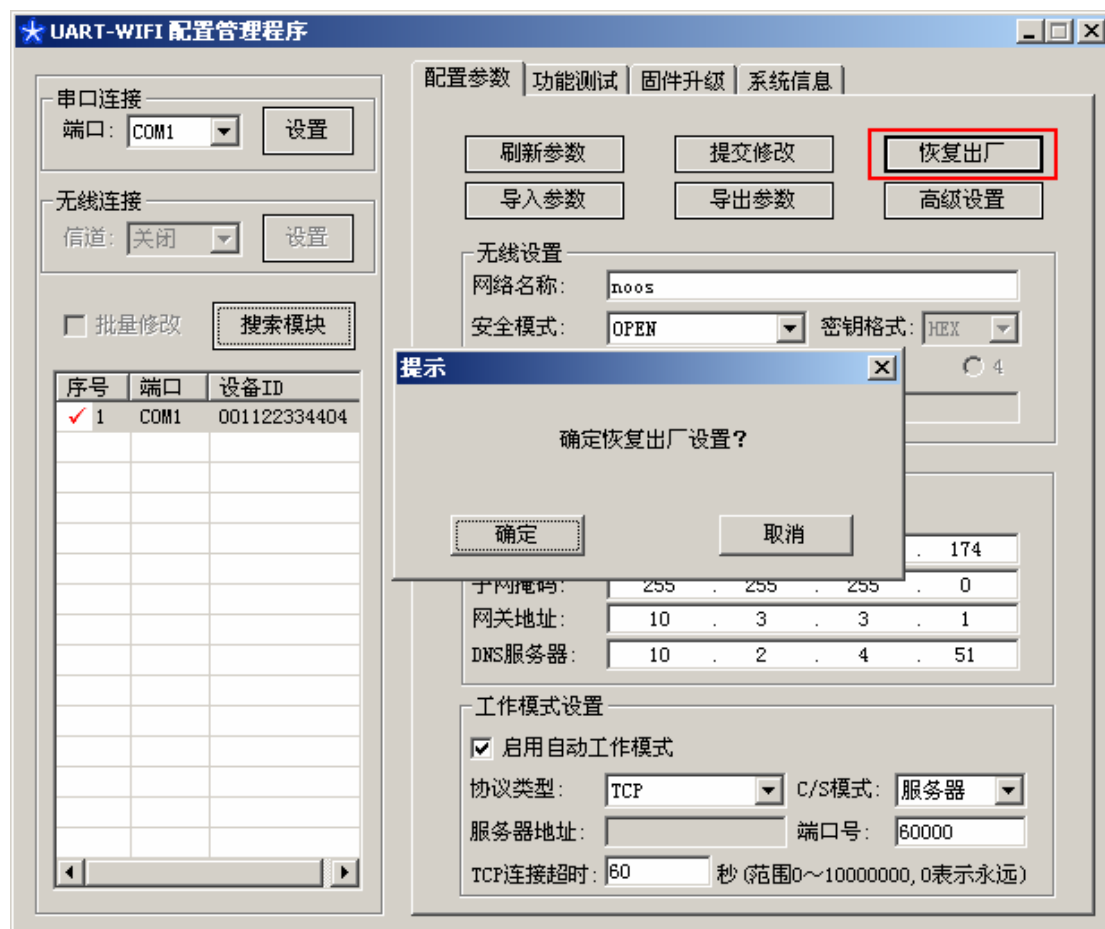 UART-WIFI 配置管理程序
串口连接
端口: COM1 设置
无线连接
信道: 关闭 设置
批量修改 搜索模块
序号 端口 设备ID
1 COM1 001122334404
配置参数 功能测试 固件升级 系统信息
刷新参数 提交修改 恢复出厂
导入参数 导出参数 高级设置
无线设置
网络名称: noos
安全模式: OPEN 密钥格式: HEX
4
提示
确定恢复出厂设置?
确定 取消
. 174
子网掩码: 255 . 255 . 255 . 0
网关地址: 10 . 3 . 3 . 1
DNS服务器: 10 . 2 . 4 . 51
工作模式设置
启用自动工作模式
协议类型: TCP C/S模式: 服务器
服务器地址: 端口号: 60000
TCP连接超时: 60 秒(范围0～10000000,0表示永远)